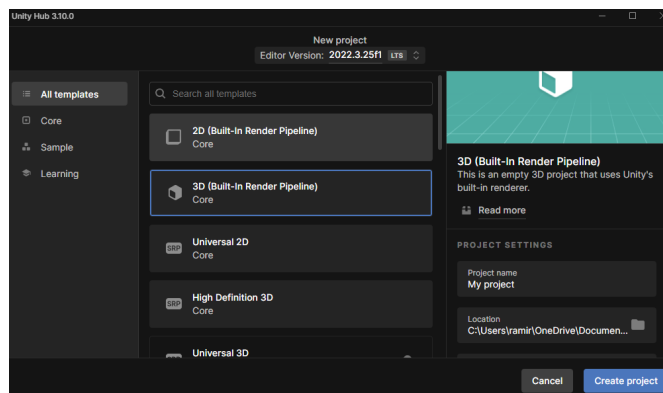 Unity Hub 3.10.0
New project
Editor Version: 2022.3.25f1 LTS
All templates
Core
Sample
Learning
Search all templates
2D (Built-In Render Pipeline)
Core
3D (Built-In Render Pipeline)
Core
SRP
Universal 2D
Core
SRP
High Definition 3D
Core
Universal 3D
3D (Built-In Render Pipeline)
This is an empty 3D project that uses Unity's
built-in renderer.
Read more
PROJECT SETTINGS
Project name
My project
Location
C:\Users\ramir\OneDrive\Documen...
Cancel
Create project